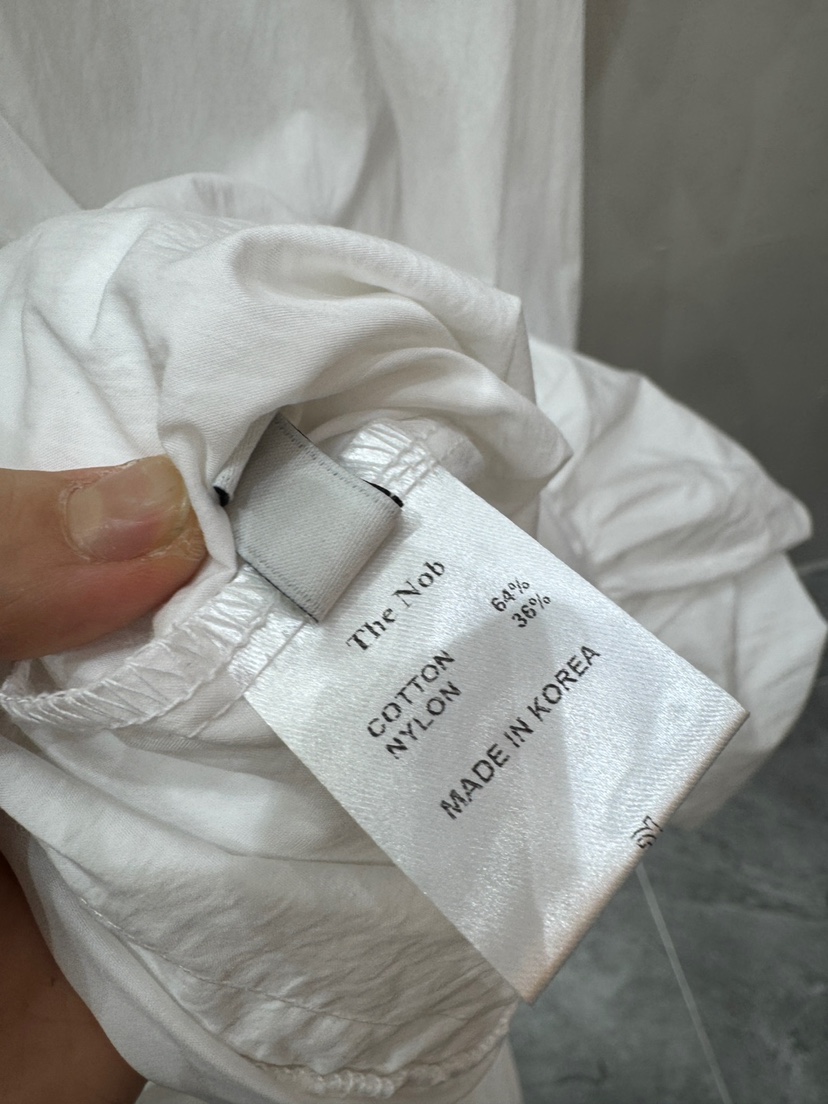 The Nob
COTTON 64%
NYLON 36%
MADE IN KOREA